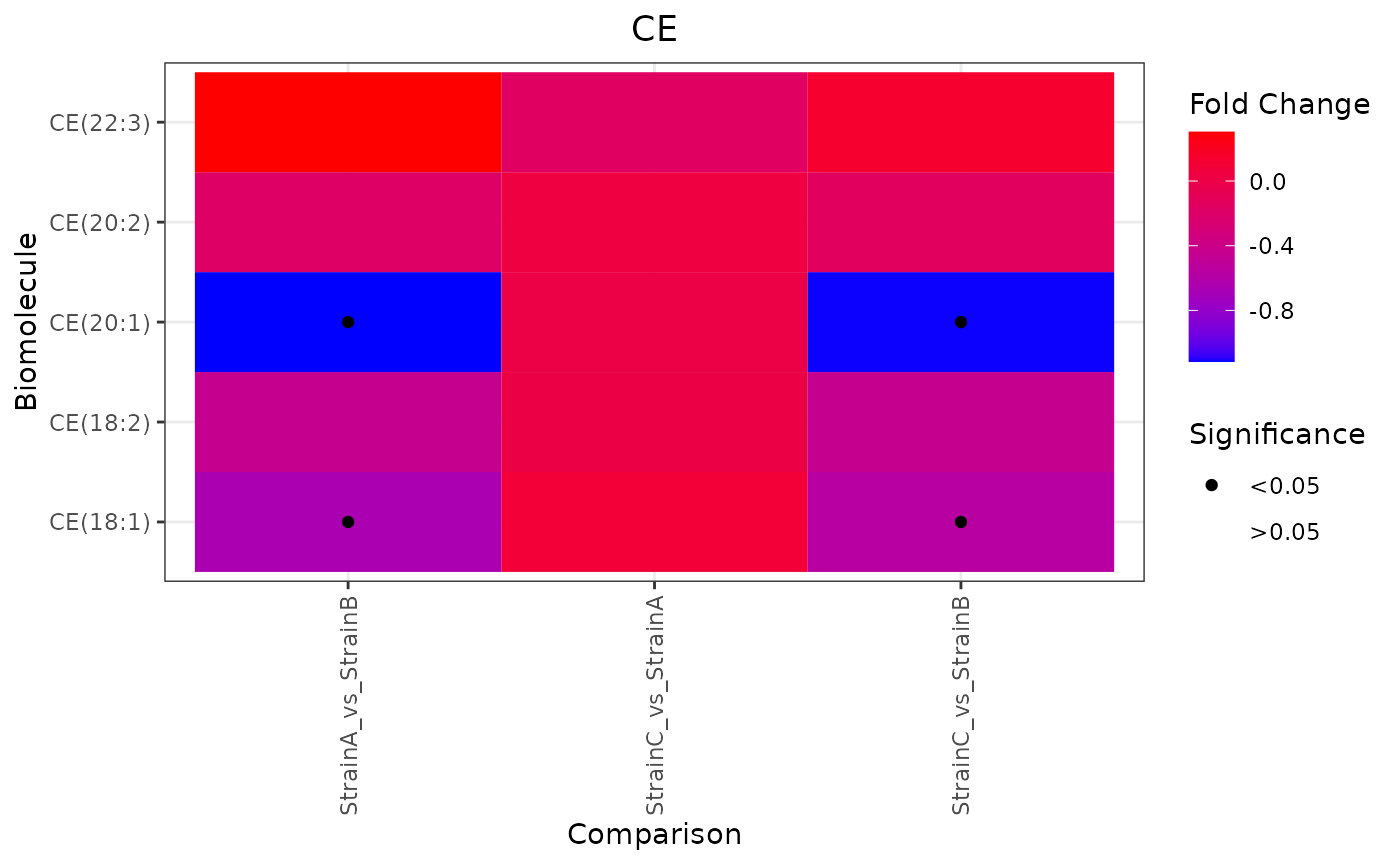 CE
Biomolecule
CE(22:3)
CE(20:2)
CE(20:1)
CE(18:2)
CE(18:1)
StrainA_vs_StrainB
StrainC_vs_StrainA
StrainC_vs_StrainB
Comparison
Fold Change
0.0
-0.4
-0.8
Significance
<0.05
>0.05